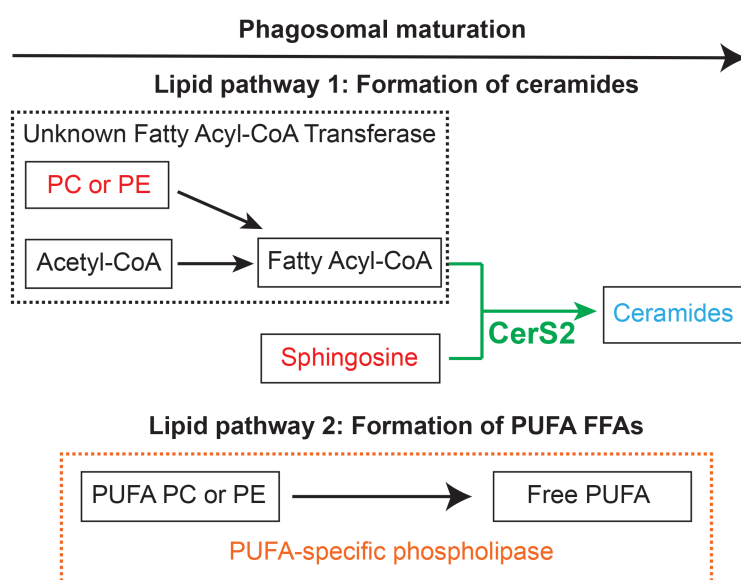 Phagosomal maturation
Lipid pathway 1: Formation of ceramides
Unknown Fatty Acyl-CoA Transferase
PC or PE
Acetyl-CoA
Fatty Acyl-CoA
CerS2
Ceramides
Sphingosine
Lipid pathway 2: Formation of PUFA FFAs
PUFA PC or PE
Free PUFA
PUFA-specific phospholipase